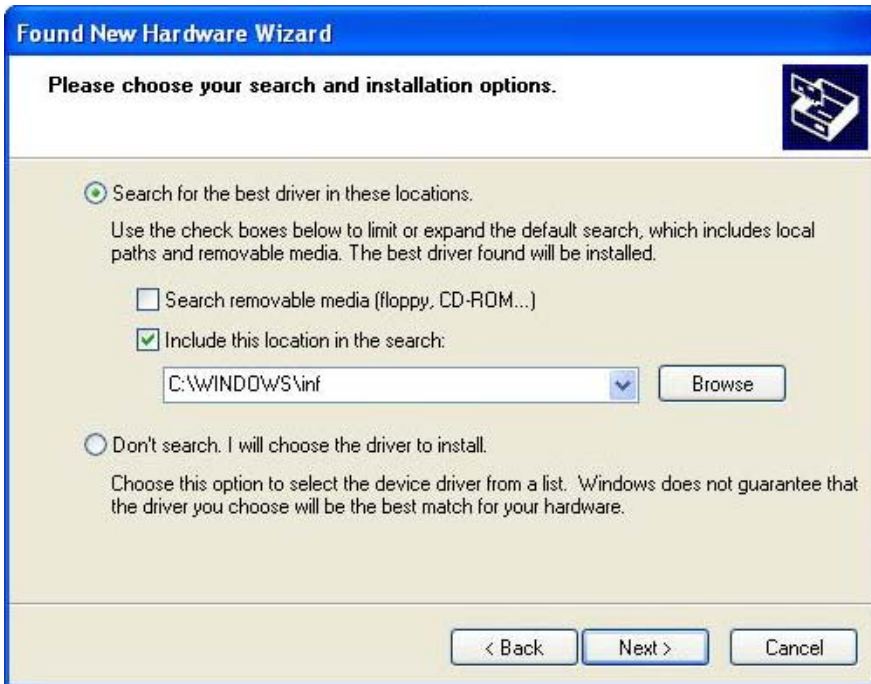 Found New Hardware Wizard
Please choose your search and installation options.
Search for the best driver in these locations.
Use the check boxes below to limit or expand the default search, which includes local
paths and removable media. The best driver found will be installed.
Search removable media (floppy, CD-ROM...)
Include this location in the search:
C:\WINDOWS\inf
Browse
Don't search. I will choose the driver to install.
Choose this option to select the device driver from a list. Windows does not guarantee that
the driver you choose will be the best match for your hardware.
< Back
Next >
Cancel